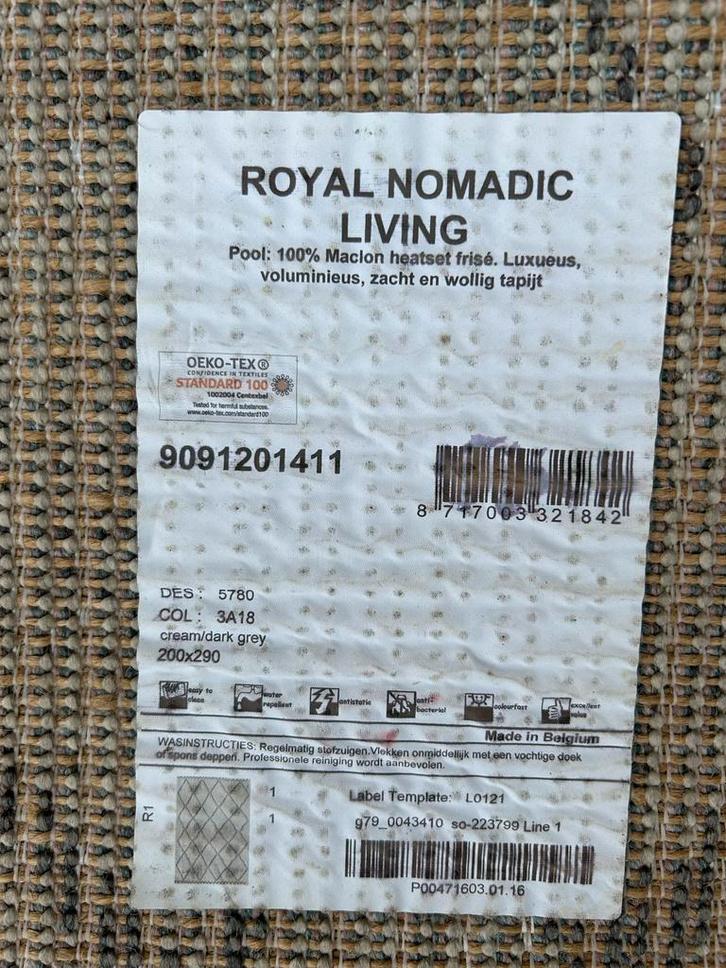 ROYAL NOMADIC
LIVING
Pool: 100% Maclon heatset frisé. Luxueus,
voluminieus, zacht en wollig tapijt
OEKO-TEX®
CONFIDENCE IN TEXTILES
STANDARD 100
1002004 Centexbel
Tested for harmful substances.
www.oeko-tex.com/standard100
9091201411
8 717003 321842
DES : 5780
COL : 3A18
cream/dark grey
200x290
easy to
clean
water
repellent
antistatic
anti-
bacterial
colourfast
excellent
value
Made in Belgium
WASINSTRUCTIES: Regelmatig stofzuigen.Vlekken onmiddelijk met een vochtige doek
of spons deppen. Professionele reiniging wordt aanbevolen.
R1
1
1
Label Template: L0121
g79_0043410 so-223799 Line 1
P00471603.01.16